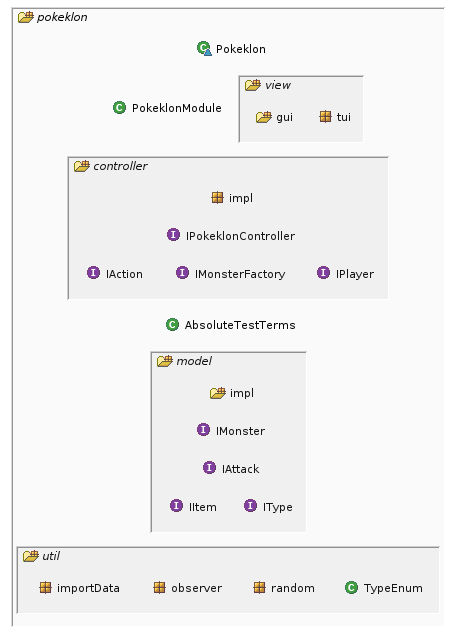 pokeklon
Pokeklon
view
PokeklonModule
gui tui
controller
impl
IPokeklonController
IAction IMonsterFactory IPlayer
AbsoluteTestTerms
model
impl
IMonster
IAttack
IItem IType
util
importData observer random TypeEnum